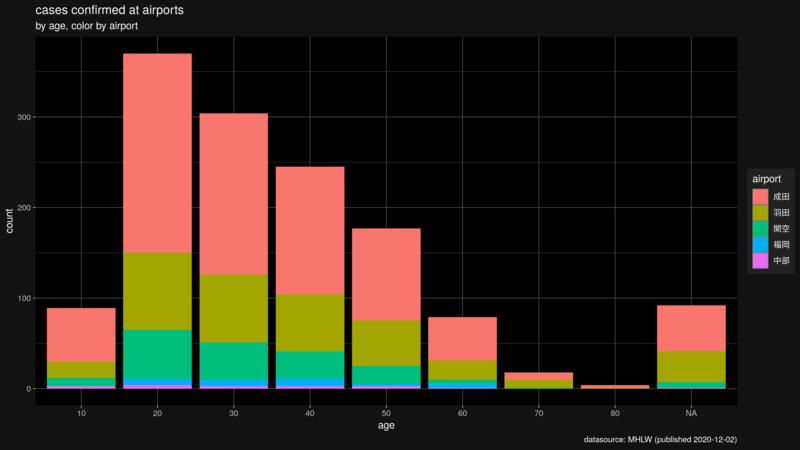 cases confirmed at airports
by age, color by airport
count
300
200
100
0
10 20 30 40 50 60 70 80 NA
age
airport
成田
羽田
関空
福岡
中部
datasource: MHLW (published 2020-12-02)